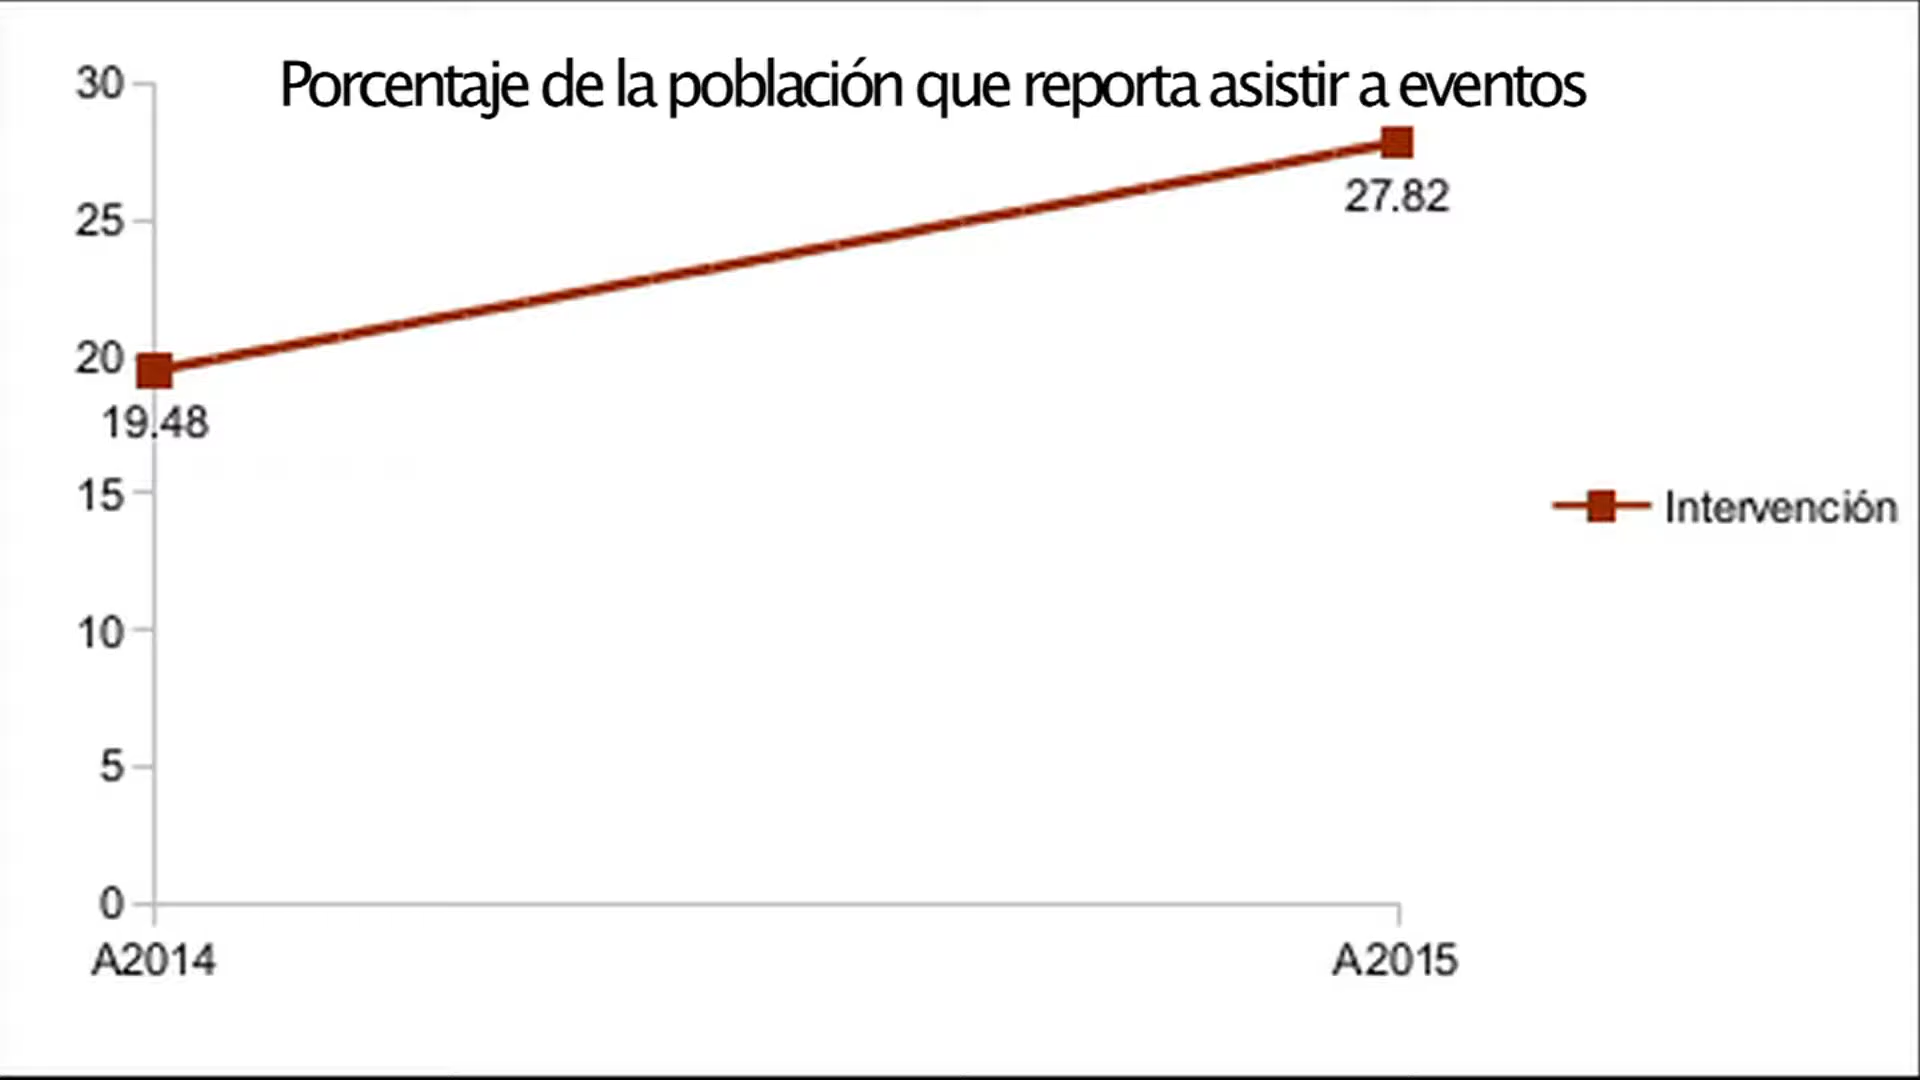 Porcentaje de la población que reporta asistir a eventos
30
25
20
15
10
5
0
27.82
19.48
Intervención
A2014
A2015